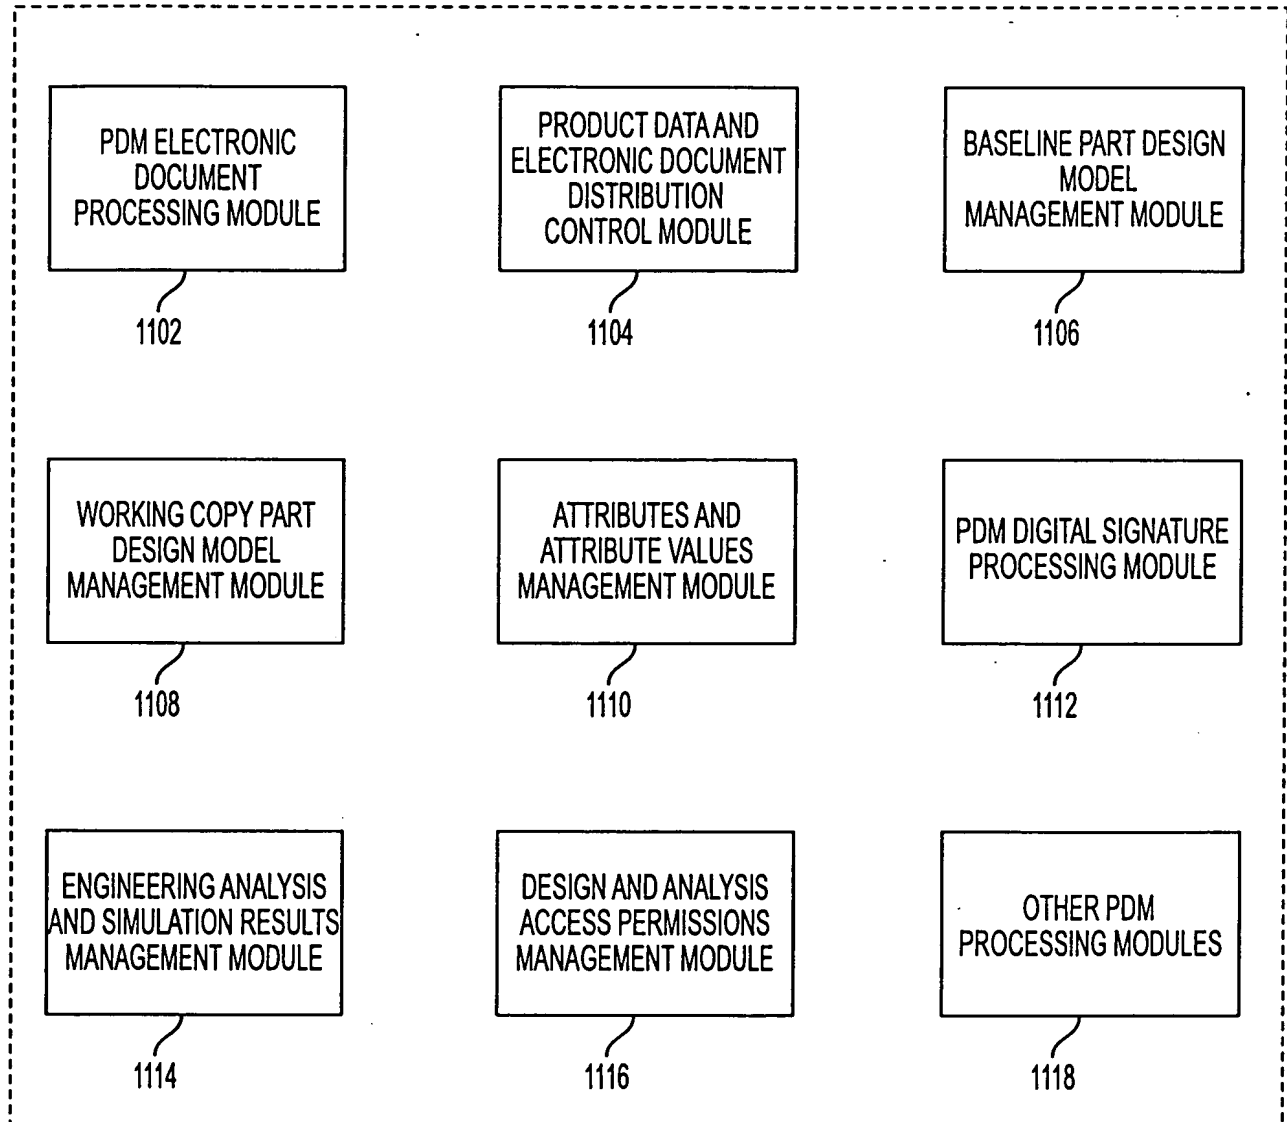 PDM ELECTRONIC
DOCUMENT
PROCESSING MODULE
1102
PRODUCT DATA AND
ELECTRONIC DOCUMENT
DISTRIBUTION
CONTROL MODULE
1104
BASELINE PART DESIGN
MODEL
MANAGEMENT MODULE
1106
WORKING COPY PART
DESIGN MODEL
MANAGEMENT MODULE
1108
ATTRIBUTES AND
ATTRIBUTE VALUES
MANAGEMENT MODULE
1110
PDM DIGITAL SIGNATURE
PROCESSING MODULE
1112
ENGINEERING ANALYSIS
AND SIMULATION RESULTS
MANAGEMENT MODULE
1114
DESIGN AND ANALYSIS
ACCESS PERMISSIONS
MANAGEMENT MODULE
1116
OTHER PDM
PROCESSING MODULES
1118